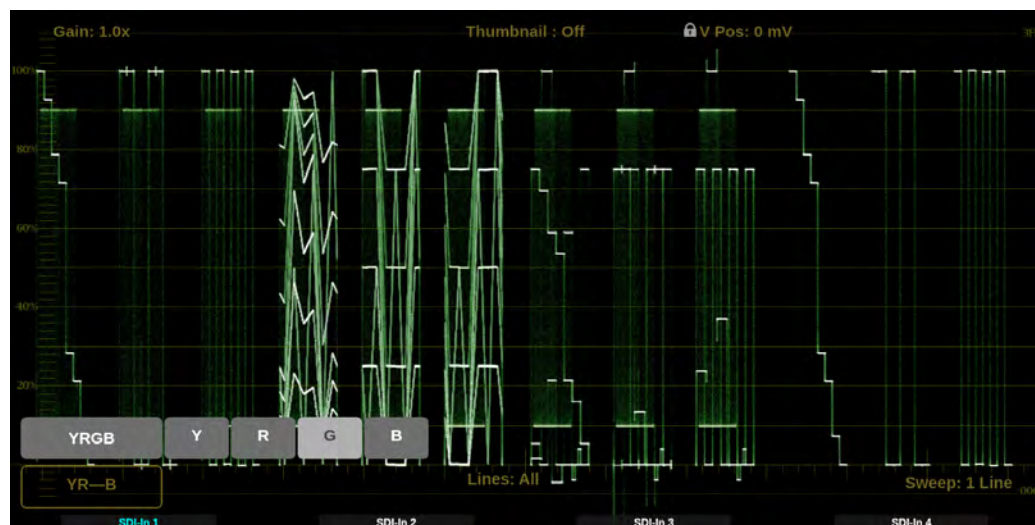 Gain: 1.0x
Thumbnail : Off
V Pos: 0 mV
100%
80%
60%
40%
20%
YRGB
Y
R
G
B
YR—B
Lines: All
Sweep: 1 Line
SDI-In 1
SDI-In 2
SDI-In 3
SDI-In 4